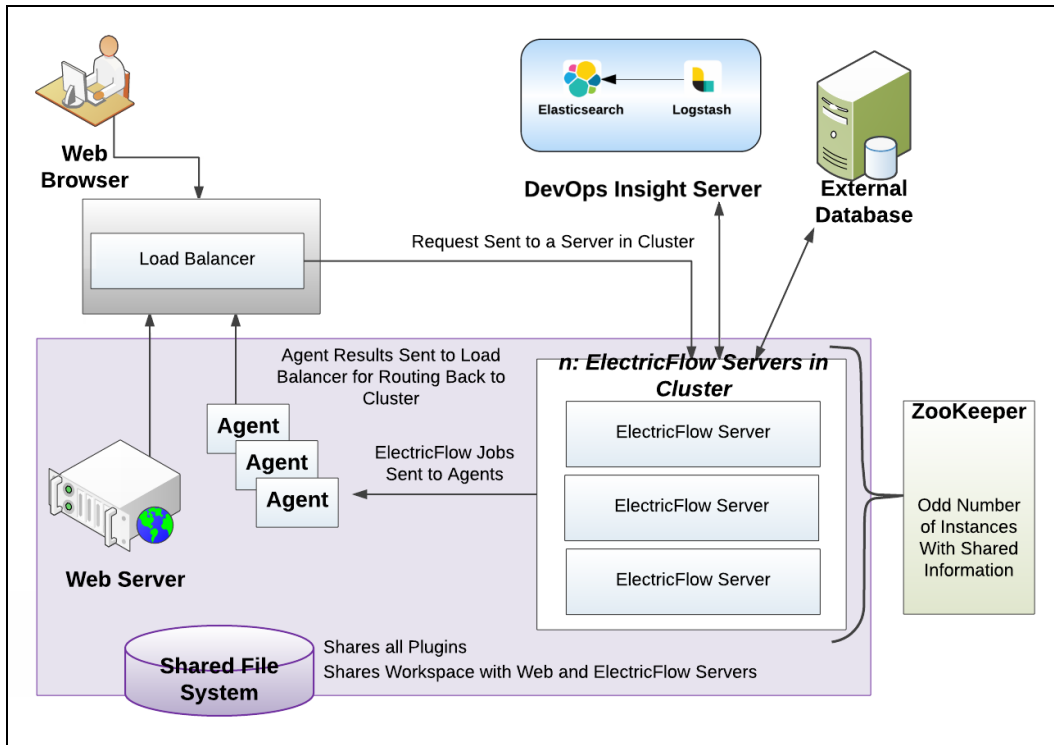 Web
Browser
Elasticsearch
Logstash
DevOps Insight Server
External
Database
Load Balancer
Request Sent to a Server in Cluster
Agent Results Sent to Load
Balancer for Routing Back to
Cluster
n: ElectricFlow Servers in
Cluster
ElectricFlow Server
ElectricFlow Server
ElectricFlow Server
Agent
Agent
Agent
ElectricFlow Jobs
Sent to Agents
ZooKeeper
Odd Number
of Instances
With Shared
Information
Web Server
Shared File
System
Shares all Plugins
Shares Workspace with Web and ElectricFlow Servers